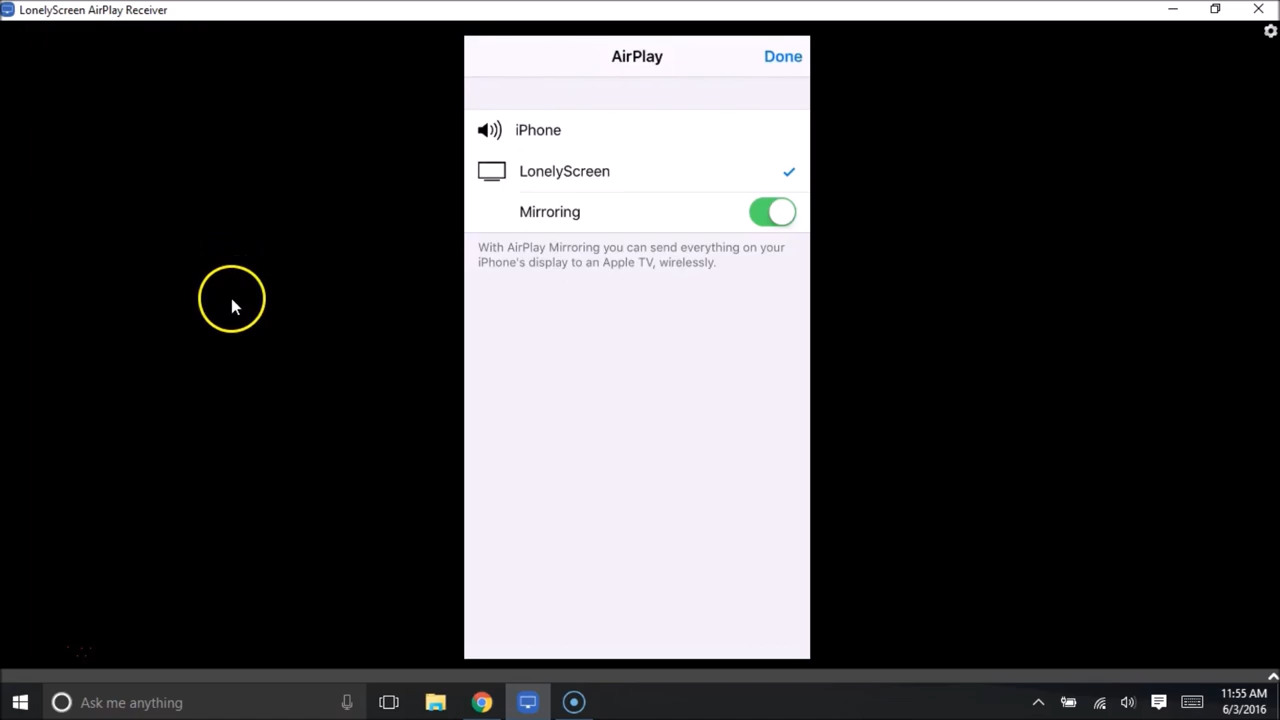 LonelyScreen AirPlay Receiver
AirPlay
Done
iPhone
LonelyScreen
Mirroring
With AirPlay Mirroring you can send everything on your
iPhone's display to an Apple TV, wirelessly.
Ask me anything
11:55 AM
6/3/2016